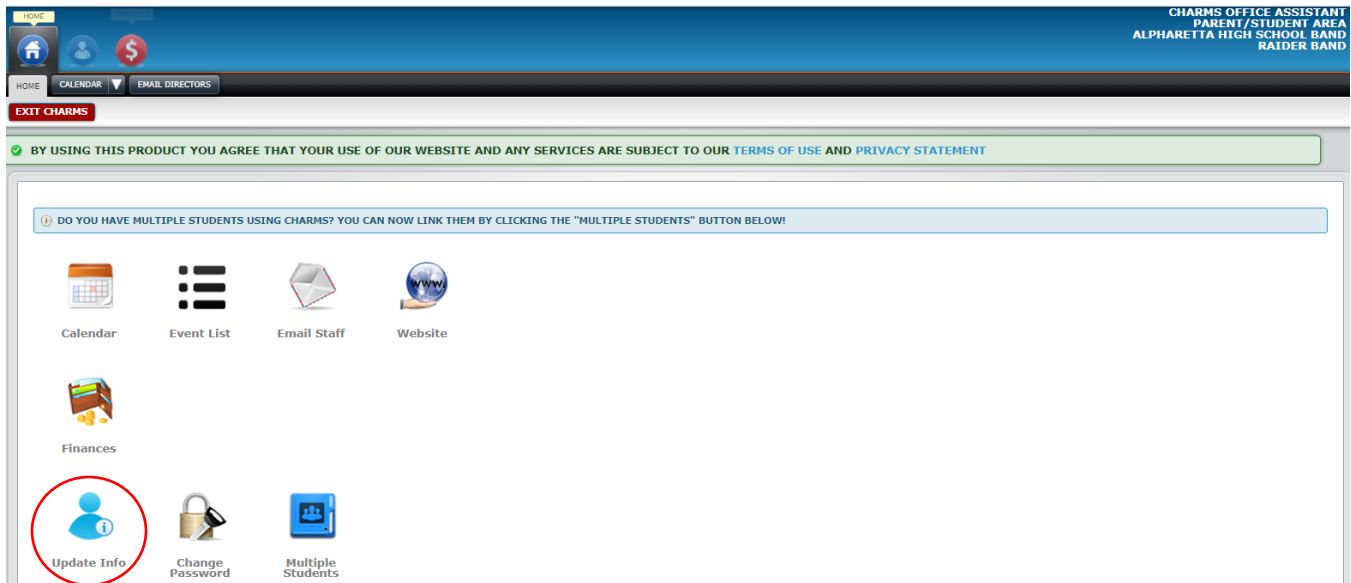 HOME
CHARMS OFFICE ASSISTANT
PARENT/STUDENT AREA
ALPHARETTA HIGH SCHOOL BAND
RAIDER BAND
HOME CALENDAR EMAIL DIRECTORS
EXIT CHARMS
BY USING THIS PRODUCT YOU AGREE THAT YOUR USE OF OUR WEBSITE AND ANY SERVICES ARE SUBJECT TO OUR TERMS OF USE AND PRIVACY STATEMENT
DO YOU HAVE MULTIPLE STUDENTS USING CHARMS? YOU CAN NOW LINK THEM BY CLICKING THE "MULTIPLE STUDENTS" BUTTON BELOW!
WWW.
Calendar Event List Email Staff Website
Finances
Update Info Change Password Multiple Students